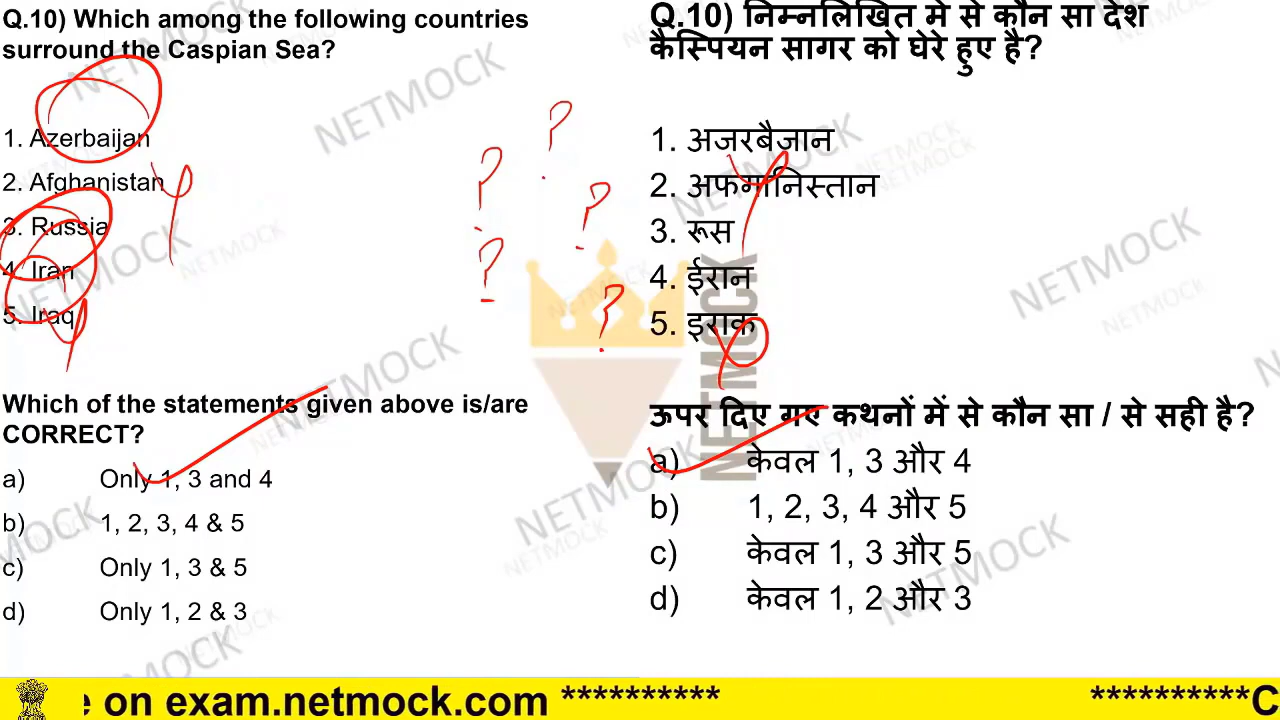 Q.10) Which among the following countries
surround the Caspian Sea?
1. Azerbaijan
2. Afghanistan
3. Russia
4. Iran
5. Iraq
Which of the statements given above is/are
CORRECT?
a) Only 1, 3 and 4
b) 1, 2, 3, 4 & 5
c) Only 1, 3 & 5
d) Only 1, 2 & 3
? ? ? ? ?
Q.10) निम्नलिखित मे से कौन सा देश
कैस्पियन सागर को घेरे हुए है?
1. अजरबैजान
2. अफगानिस्तान
3. रूस
4. ईरान
5. इराक
ऊपर दिए गए कथनों में से कौन सा / से सही है?
a) केवल 1, 3 और 4
b) 1, 2, 3, 4 और 5
c) केवल 1, 3 और 5
d) केवल 1, 2 और 3
NETMOCK
e on exam.netmock.com ********** **********C